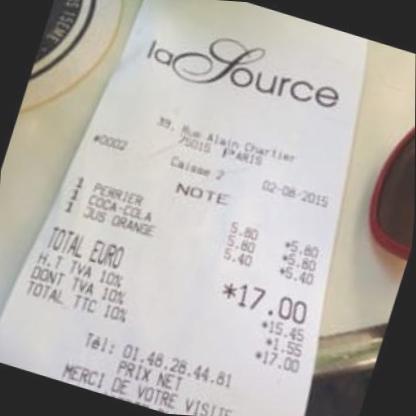 la Source
39, Rue Alain Chartier
75015 PARIS
#0002 Caisse 2 02-08-2015
NOTE
1 PERRIER 5.80 *5.80
1 COCA-COLA 5.80 *5.80
1 JUS ORANGE 5.40 *5.40
TOTAL EURO *17.00
H.T TVA 10% *15.45
DONT TVA 10% *1.55
TOTAL TTC 10% *17.00
Tél: 01.48.28.44.81
PRIX NET
MERCI DE VOTRE VISITE